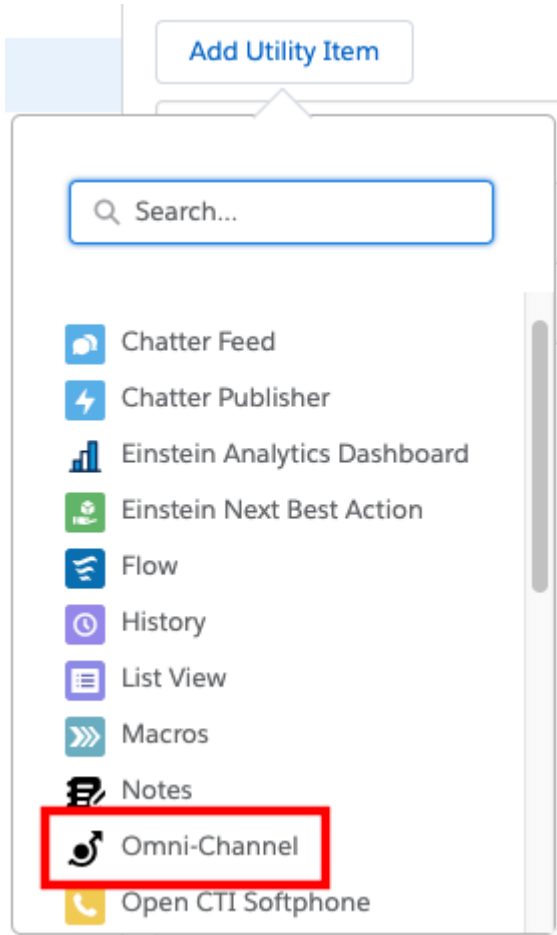 Add Utility Item
Search...
Chatter Feed
Chatter Publisher
Einstein Analytics Dashboard
Einstein Next Best Action
Flow
History
List View
Macros
Notes
Omni-Channel
Open CTI Softphone